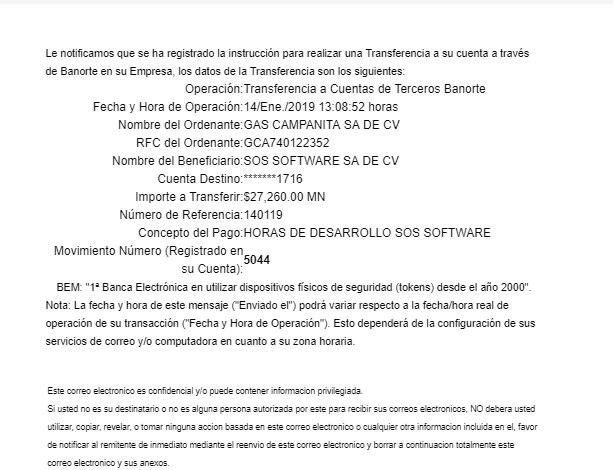 Le notificamos que se ha registrado la instrucción para realizar una Transferencia a su cuenta a través
de Banorte en su Empresa, los datos de la Transferencia son los siguientes:
Operación:Transferencia a Cuentas de Terceros Banorte
Fecha y Hora de Operación:14/Ene./2019 13:08:52 horas
Nombre del Ordenante:GAS CAMPANITA SA DE CV
RFC del Ordenante:GCA740122352
Nombre del Beneficiario:SOS SOFTWARE SA DE CV
Cuenta Destino:*******1716
Importe a Transferir:$27,260.00 MN
Número de Referencia:140119
Concepto del Pago:HORAS DE DESARROLLO SOS SOFTWARE
Movimiento Número (Registrado en
su Cuenta):5044
BEM: "1ª Banca Electrónica en utilizar dispositivos físicos de seguridad (tokens) desde el año 2000".
Nota: La fecha y hora de este mensaje ("Enviado el") podrá variar respecto a la fecha/hora real de
operación de su transacción ("Fecha y Hora de Operación"). Esto dependerá de la configuración de sus
servicios de correo y/o computadora en cuanto a su zona horaria.
Este correo electronico es confidencial y/o puede contener informacion privilegiada.
Si usted no es su destinatario o no es alguna persona autorizada por este para recibir sus correos electronicos, NO debera usted
utilizar, copiar, revelar, o tomar ninguna accion basada en este correo electronico o cualquier otra informacion incluida en el, favor
de notificar al remitente de inmediato mediante el reenvio de este correo electronico y borrar a continuacion totalmente este
correo electronico y sus anexos.